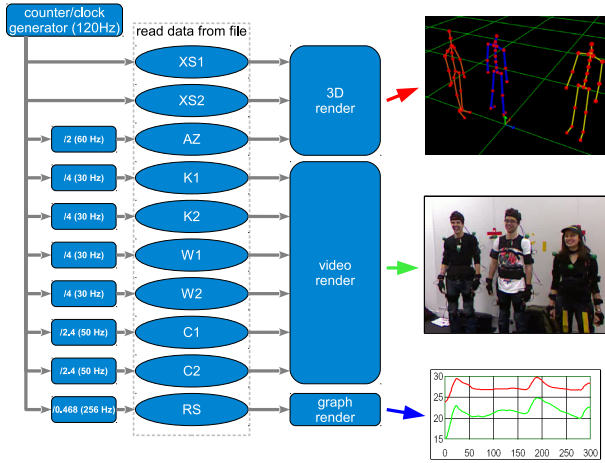 counter/clock
generator (120Hz)
read data from file
XS1
XS2
3D
render
/2 (60 Hz)
AZ
/4 (30 Hz)
K1
/4 (30 Hz)
K2
/4 (30 Hz)
W1
video
render
/4 (30 Hz)
W2
/2.4 (50 Hz)
C1
/2.4 (50 Hz)
C2
/0.468 (256 Hz)
RS
graph
render
30
25
20
15
0 50 100 150 200 250 300